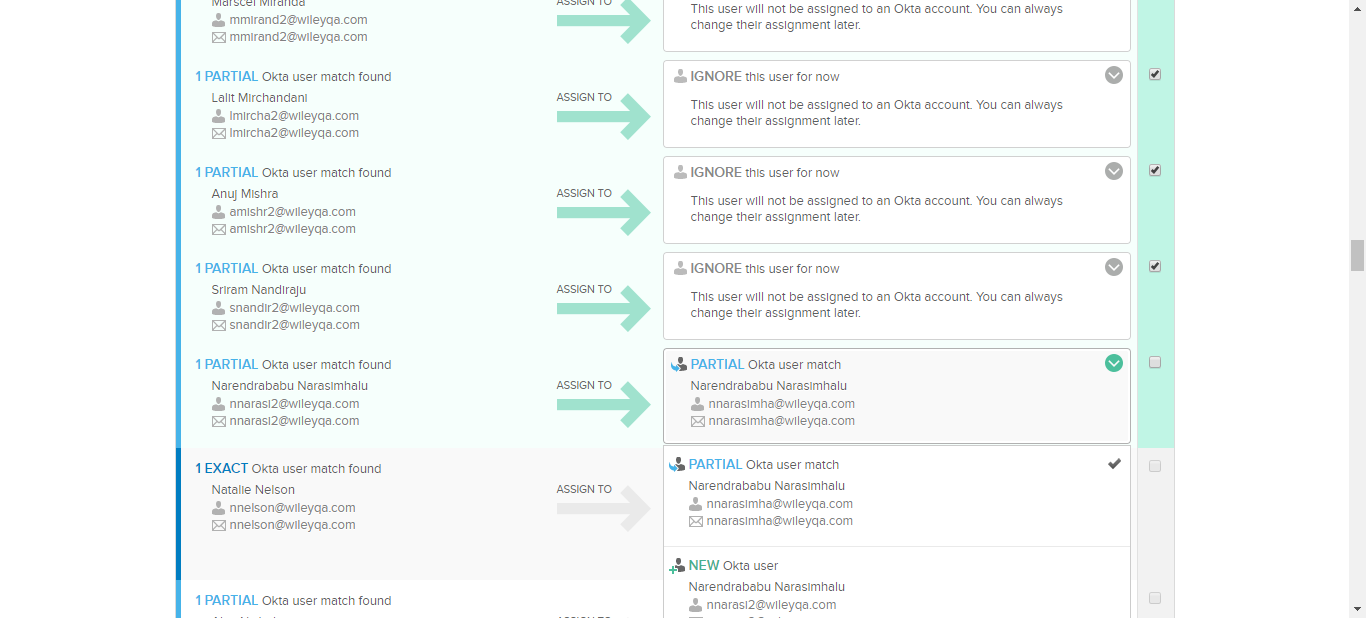 Marscel Miranda
mmirand2@wileyqa.com
mmirand2@wileyqa.com
ASSIGN TO
This user will not be assigned to an Okta account. You can always
change their assignment later.
1 PARTIAL Okta user match found
Lalit Mirchandani
lmircha2@wileyqa.com
lmircha2@wileyqa.com
ASSIGN TO
IGNORE this user for now
This user will not be assigned to an Okta account. You can always
change their assignment later.
1 PARTIAL Okta user match found
Anuj Mishra
amishr2@wileyqa.com
amishr2@wileyqa.com
ASSIGN TO
IGNORE this user for now
This user will not be assigned to an Okta account. You can always
change their assignment later.
1 PARTIAL Okta user match found
Sriram Nandiraju
snandir2@wileyqa.com
snandir2@wileyqa.com
ASSIGN TO
IGNORE this user for now
This user will not be assigned to an Okta account. You can always
change their assignment later.
1 PARTIAL Okta user match found
Narendrababu Narasimhalu
nnarasi2@wileyqa.com
nnarasi2@wileyqa.com
ASSIGN TO
PARTIAL Okta user match
Narendrababu Narasimhalu
nnarasimha@wileyqa.com
nnarasimha@wileyqa.com
1 EXACT Okta user match found
Natalie Nelson
nnelson@wileyqa.com
nnelson@wileyqa.com
ASSIGN TO
PARTIAL Okta user match
Narendrababu Narasimhalu
nnarasimha@wileyqa.com
nnarasimha@wileyqa.com
NEW Okta user
Narendrababu Narasimhalu
nnarasi2@wileyqa.com
1 PARTIAL Okta user match found
ASSIGN TO